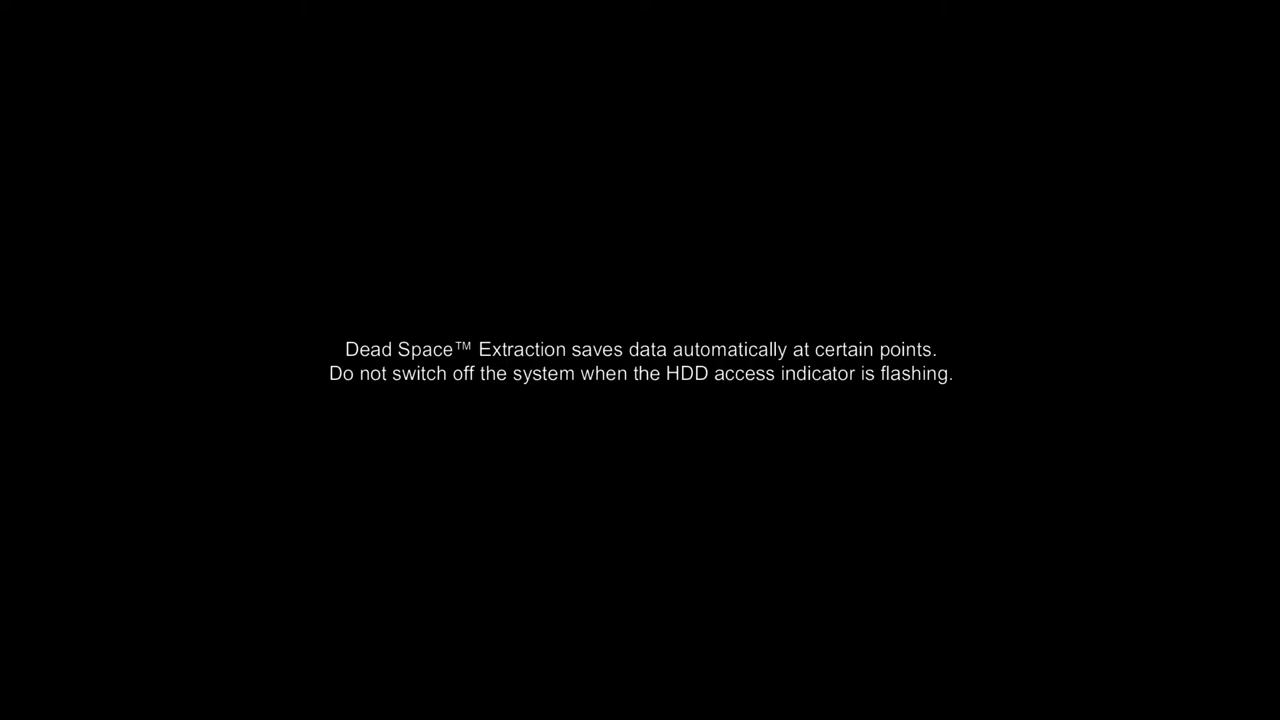 Dead Space™ Extraction saves data automatically at certain points.
Do not switch off the system when the HDD access indicator is flashing.